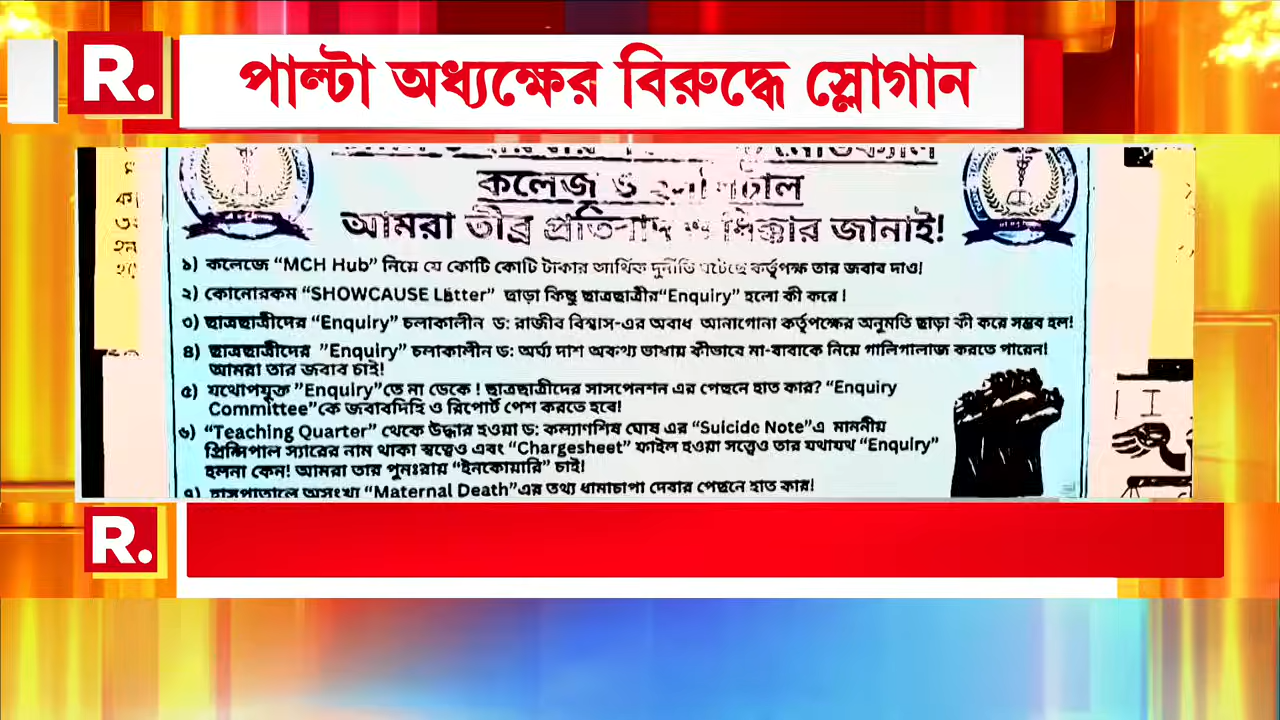 R.
পাল্টা অধ্যক্ষের বিরুদ্ধে স্লোগান
কলেজ ও
আমরা তীব্র প্রতিবাদ ও ধিক্কার জানাই!
১) কলেজে “MCH Hub” নিয়ে যে কোটি কোটি টাকার আর্থিক দুর্নীতি ঘটেছে কর্তৃপক্ষ তার জবাব দাও!
২) কোনোরকম “SHOWCAUSE Letter” ছাড়া কিছু ছাত্রছাত্রীর“Enquiry” হলো কী করে !
৩) ছাত্রছাত্রীদের “Enquiry” চলাকালীন ড: রাজীব বিশ্বাস-এর অবাধ আনাগোনা কর্তৃপক্ষের অনুমতি ছাড়া কী করে সম্ভব হল!
৪) ছাত্রছাত্রীদের ”Enquiry” চলাকালীন ড: অর্ঘ্য দাশ অকথ্য ভাষায় কীভাবে মা-বাবাকে নিয়ে গালিগালাজ করতে পারেন!
আমরা তার জবাব চাই!
৫) যথোপযুক্ত ”Enquiry”তে না ডেকে ! ছাত্রছাত্রীদের সাসপেনশন এর পেছনে হাত কার? “Enquiry
Committee”কে জবাবদিহি ও রিপোর্ট পেশ করতে হবে!
৬) “Teaching Quarter” থেকে উদ্ধার হওয়া ড: কল্যাণশিষ ঘোষ এর “Suicide Note”এ মাননীয়
প্রিন্সিপাল স্যারের নাম থাকা স্বত্বেও এবং “Chargesheet” ফাইল হওয়া সত্ত্বেও তার যথাযথ “Enquiry”
হলনা কেন! আমরা তার পুনঃরায় “ইনকোয়ারি” চাই!
৭) হাসপাতালে অসংখ্য “Maternal Death”এর তথ্য ধামাচাপা দেবার পেছনে হাত কার!
R.